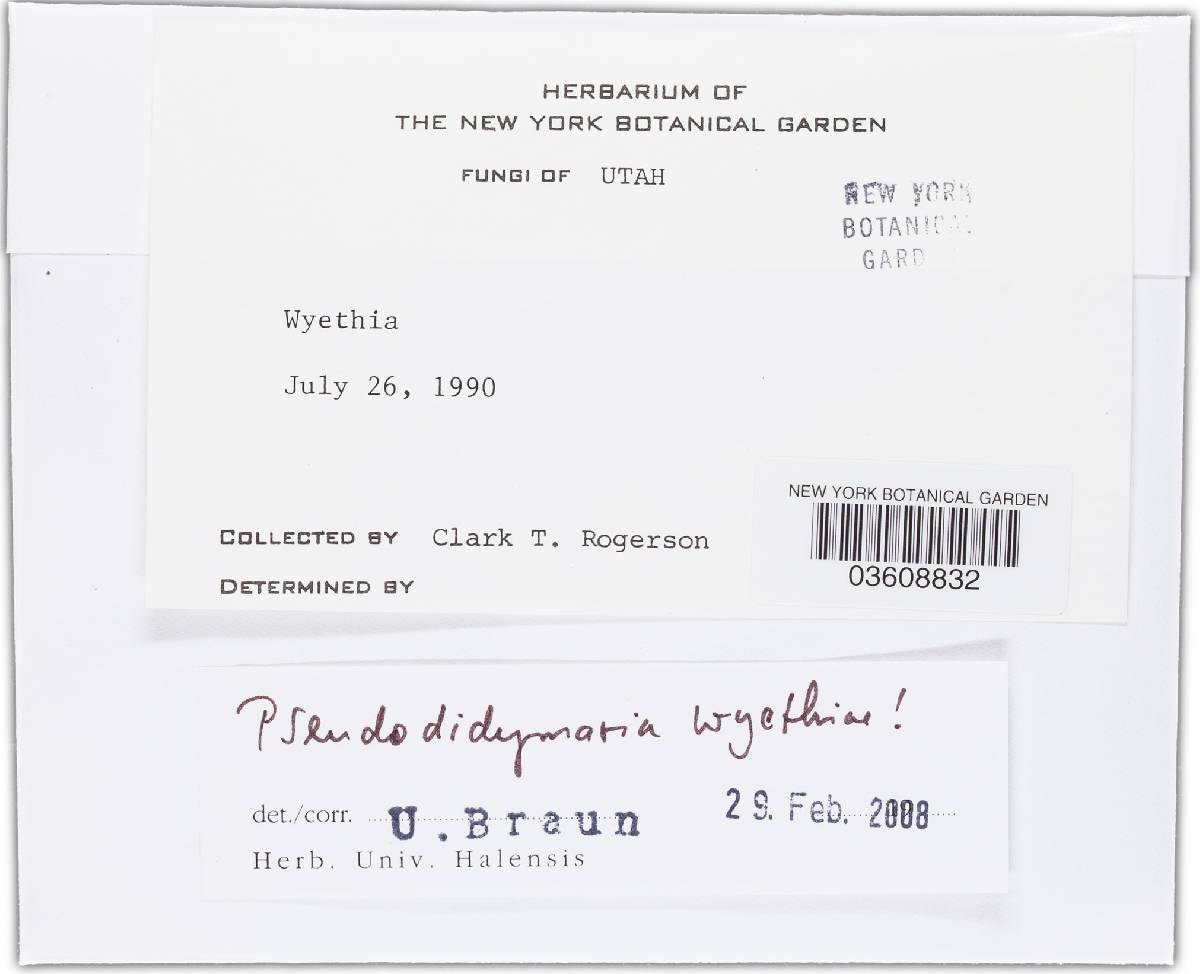 HERBARIUM OF
THE NEW YORK BOTANICAL GARDEN
FUNGI OF UTAH
NEW YORK
BOTANICAL
GARD
Wyethia
July 26, 1990
COLLECTED BY Clark T. Rogerson
DETERMINED BY
NEW YORK BOTANICAL GARDEN
03608832
Pseudodidymaria wyethiae!
det./corr. U. Braun 29. Feb. 2008
Herb. Univ. Halensis